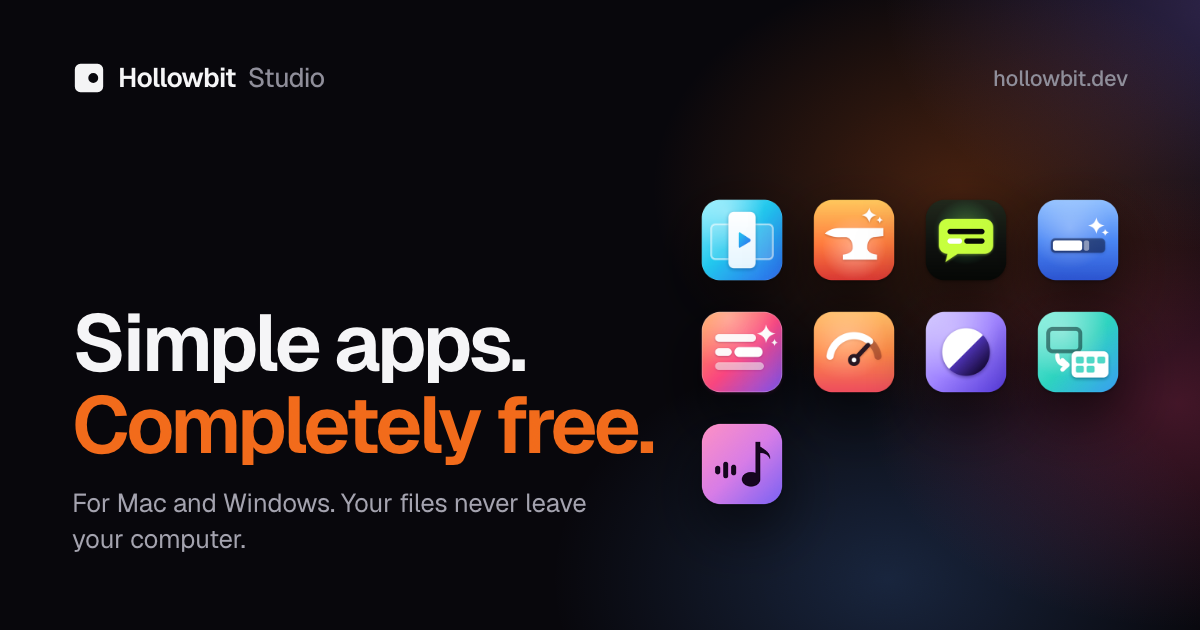 Hollowbit Studio
hollowbit.dev
Simple apps.
Completely free.
For Mac and Windows. Your files never leave
your computer.